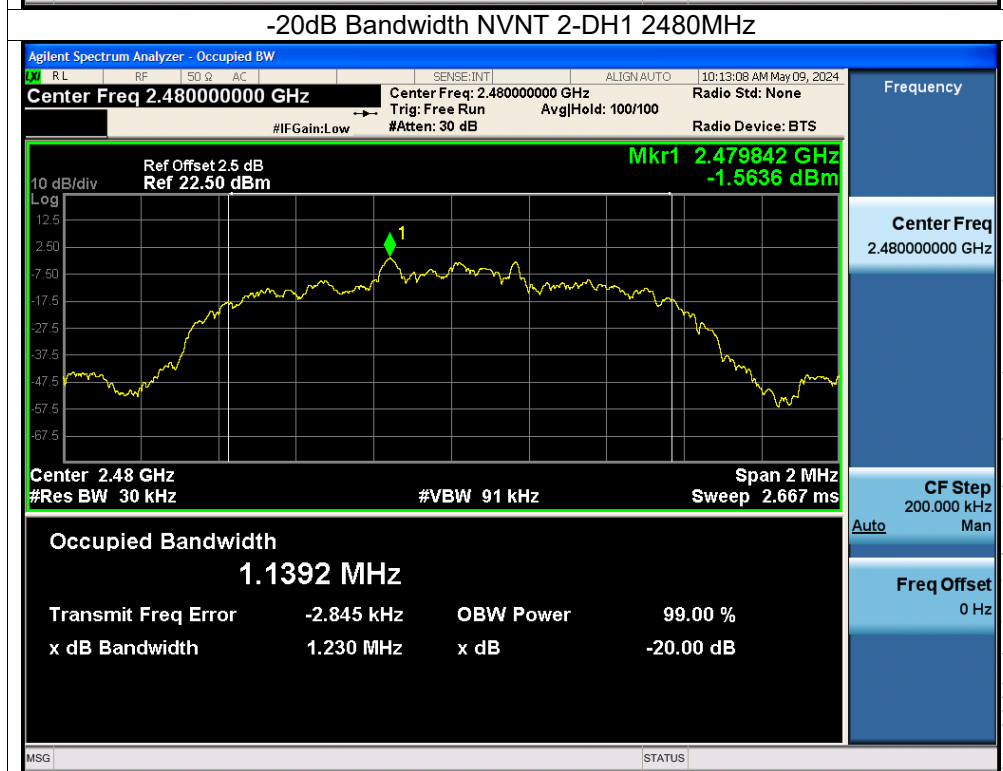 -20dB Bandwidth NVNT 2-DH1 2480MHz
Agilent Spectrum Analyzer - Occupied BW
LXI RL RF 50 Ω AC SENSE:INT ALIGN AUTO 10:13:08 AM May 09, 2024
Center Freq 2.480000000 GHz
Center Freq: 2.480000000 GHz Radio Std: None
Trig: Free Run Avg|Hold: 100/100
#IFGain:Low #Atten: 30 dB Radio Device: BTS
Ref Offset 2.5 dB
10 dB/div Ref 22.50 dBm
Mkr1 2.479842 GHz
-1.5636 dBm
Log
12.5
2.50
-7.50
-17.5
-27.5
-37.5
-47.5
-57.5
-67.5
1
Center 2.48 GHz Span 2 MHz
#Res BW 30 kHz #VBW 91 kHz Sweep 2.667 ms
Occupied Bandwidth
1.1392 MHz
Transmit Freq Error -2.845 kHz OBW Power 99.00 %
x dB Bandwidth 1.230 MHz x dB -20.00 dB
Frequency
Center Freq
2.480000000 GHz
CF Step
200.000 kHz
Auto Man
Freq Offset
0 Hz
MSG STATUS